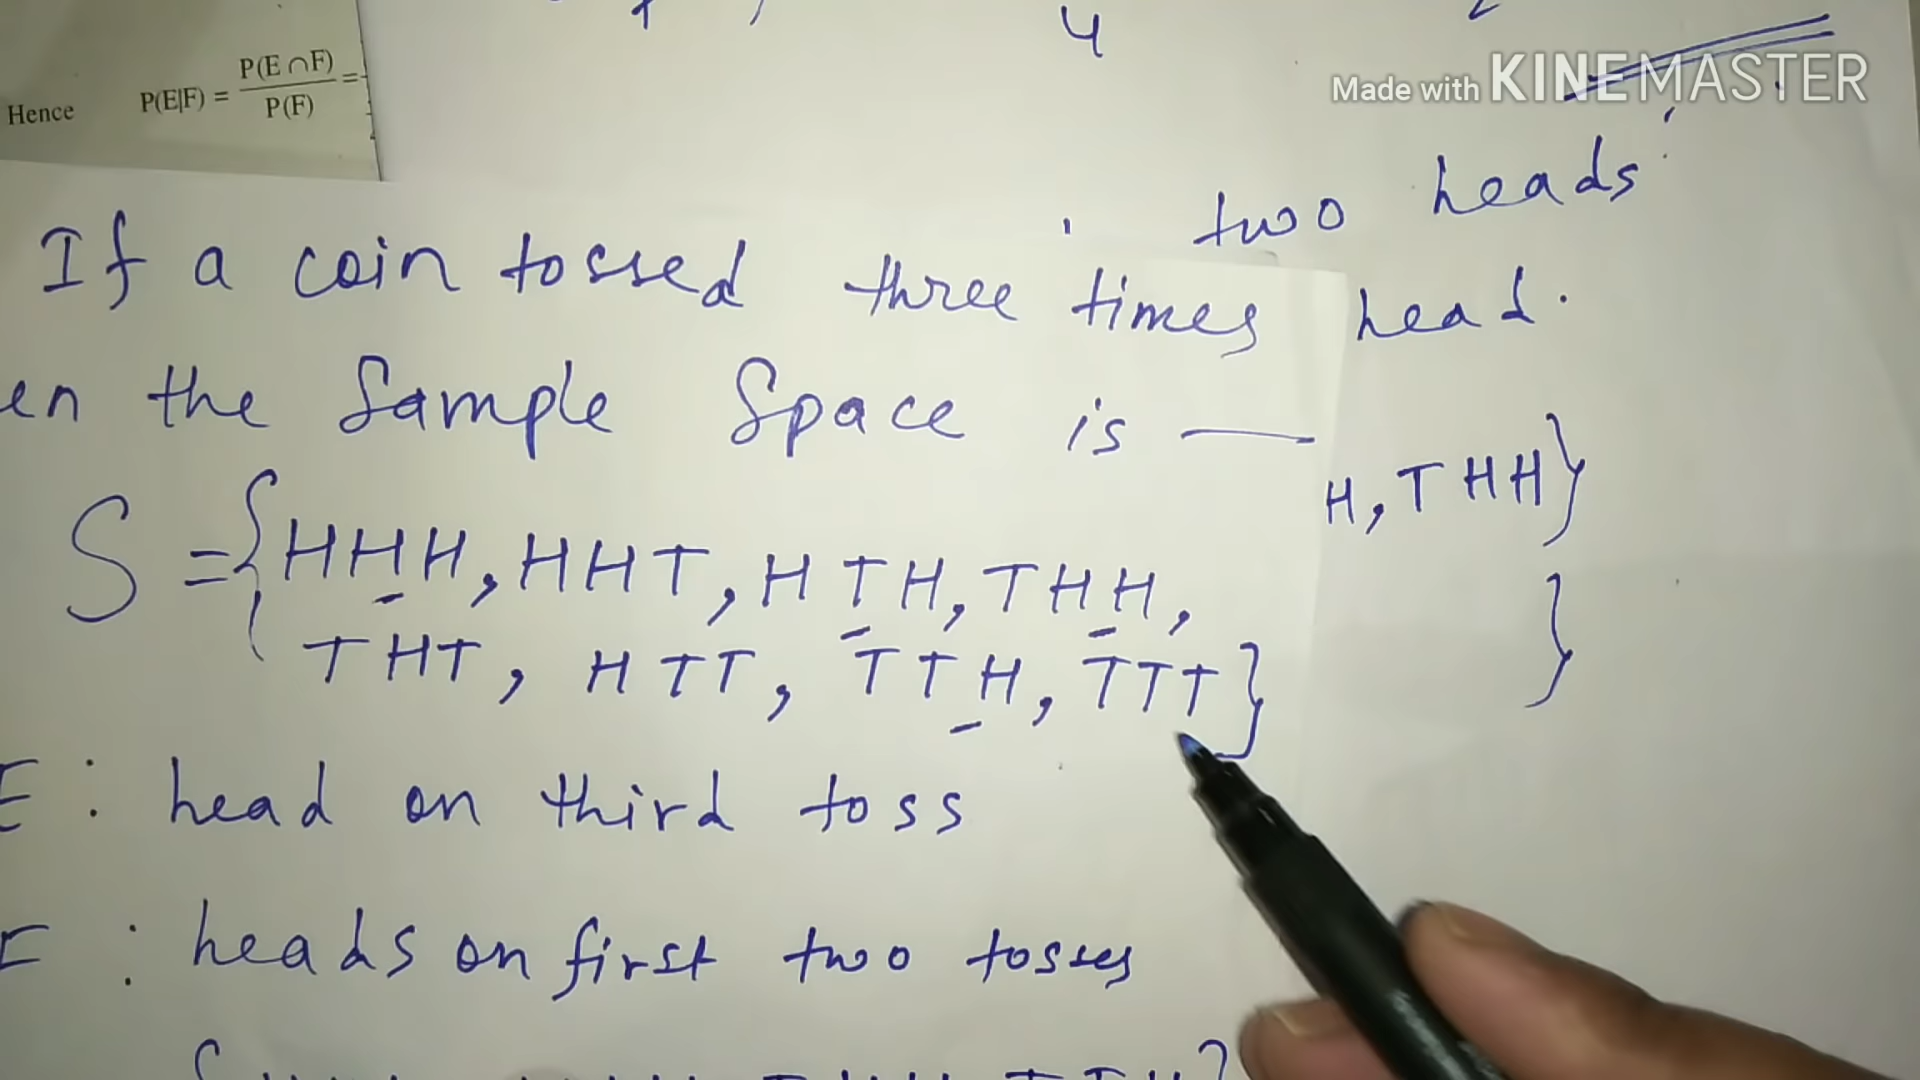 Hence P(E|F) = P(E ∩ F) / P(F) =
4
Made with KINEMASTER
two heads
If a coin tossed three times head.
en the Sample Space is —
H, THH}
S = {HHH, HHT, HTH, THH,
THT, HTT, TTH, TTT}
}
E : head on third toss
F : heads on first two tosses